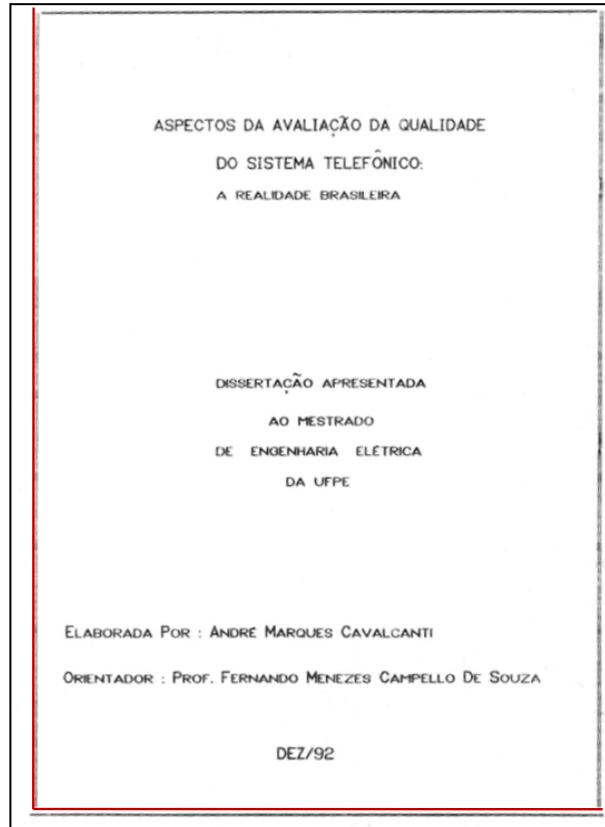 ASPECTOS DA AVALIAÇÃO DA QUALIDADE
DO SISTEMA TELEFÔNICO:
A REALIDADE BRASILEIRA
DISSERTAÇÃO APRESENTADA
AO MESTRADO
DE ENGENHARIA ELÉTRICA
DA UFPE
ELABORADA POR : ANDRÉ MARQUES CAVALCANTI
ORIENTADOR : PROF. FERNANDO MENEZES CAMPELLO DE SOUZA
DEZ/92